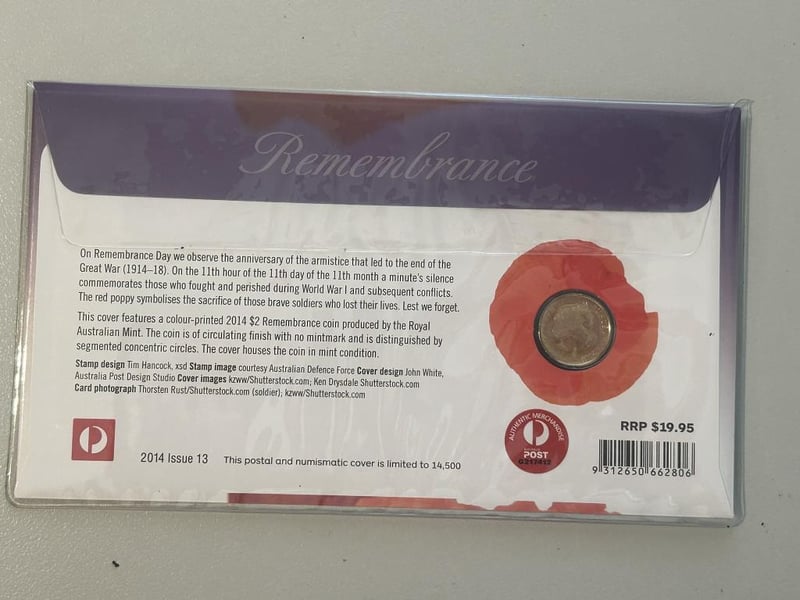 Remembrance
On Remembrance Day we observe the anniversary of the armistice that led to the end of the
Great War (1914–18). On the 11th hour of the 11th day of the 11th month a minute's silence
commemorates those who fought and perished during World War I and subsequent conflicts.
The red poppy symbolises the sacrifice of those brave soldiers who lost their lives. Lest we forget.
This cover features a colour-printed 2014 $2 Remembrance coin produced by the Royal
Australian Mint. The coin is of circulating finish with no mintmark and is distinguished by
segmented concentric circles. The cover houses the coin in mint condition.
Stamp design Tim Hancock, xsd Stamp image courtesy Australian Defence Force Cover design John White,
Australia Post Design Studio Cover images kzww/Shutterstock.com; Ken Drysdale Shutterstock.com
Card photograph Thorsten Rust/Shutterstock.com (soldier); kzww/Shutterstock.com
2014 Issue 13
This postal and numismatic cover is limited to 14,500
AUTHENTIC MERCHANDISE
POST
RRP $19.95
9 312650 662806